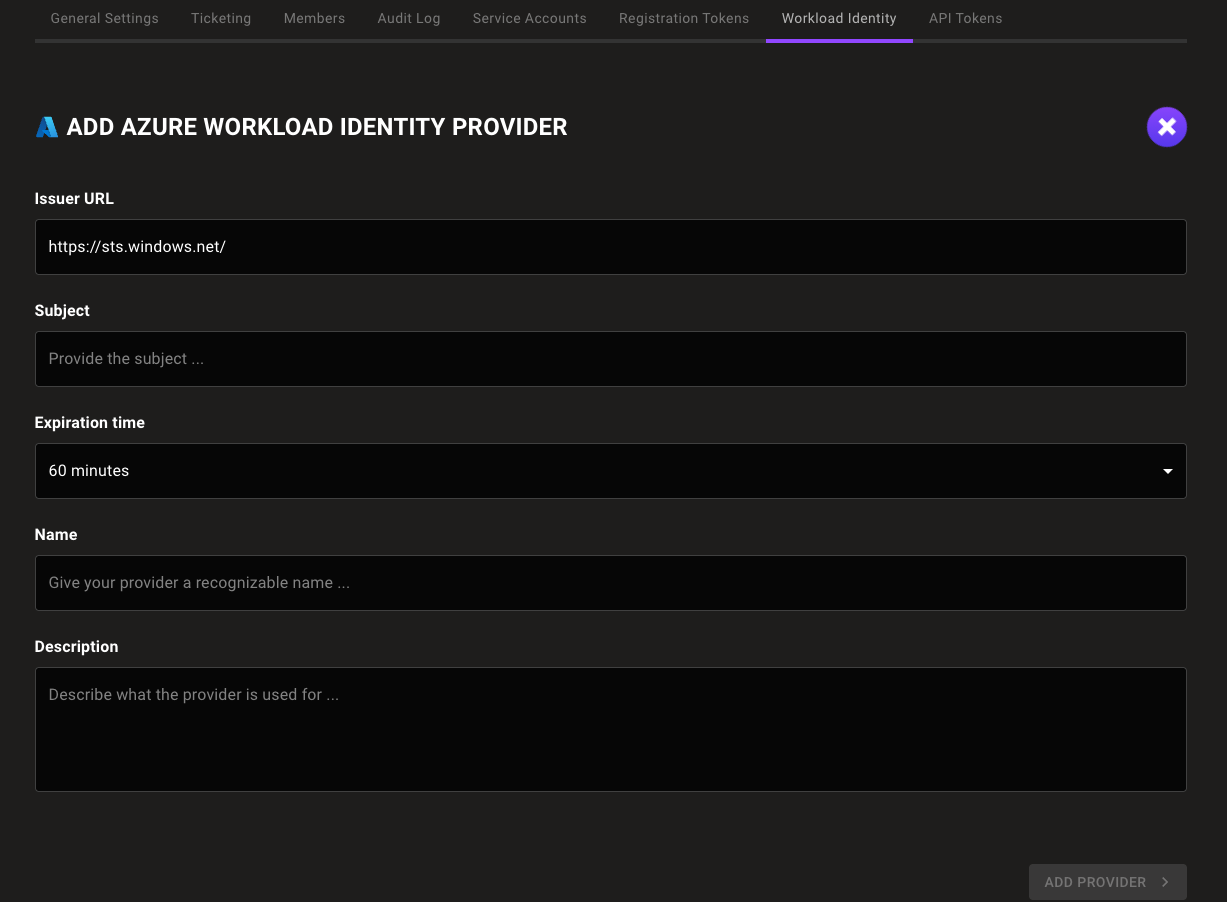 General Settings Ticketing Members Audit Log Service Accounts Registration Tokens Workload Identity API Tokens
ADD AZURE WORKLOAD IDENTITY PROVIDER
Issuer URL
https://sts.windows.net/
Subject
Provide the subject ...
Expiration time
60 minutes
Name
Give your provider a recognizable name ...
Description
Describe what the provider is used for ...
ADD PROVIDER